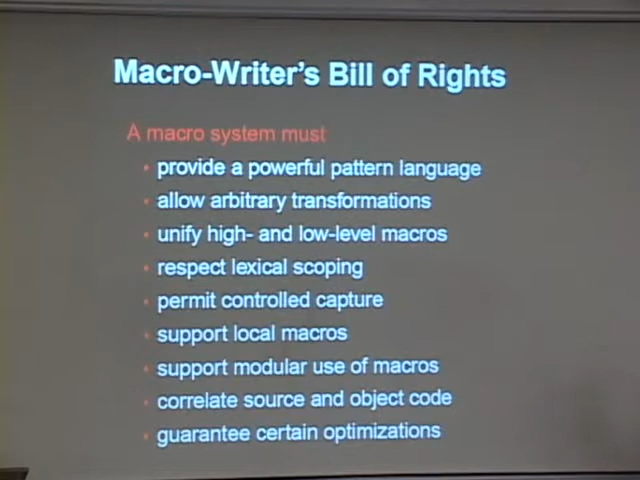 Macro-Writer's Bill of Rights
A macro system must
· provide a powerful pattern language
· allow arbitrary transformations
· unify high- and low-level macros
· respect lexical scoping
· permit controlled capture
· support local macros
· support modular use of macros
· correlate source and object code
· guarantee certain optimizations